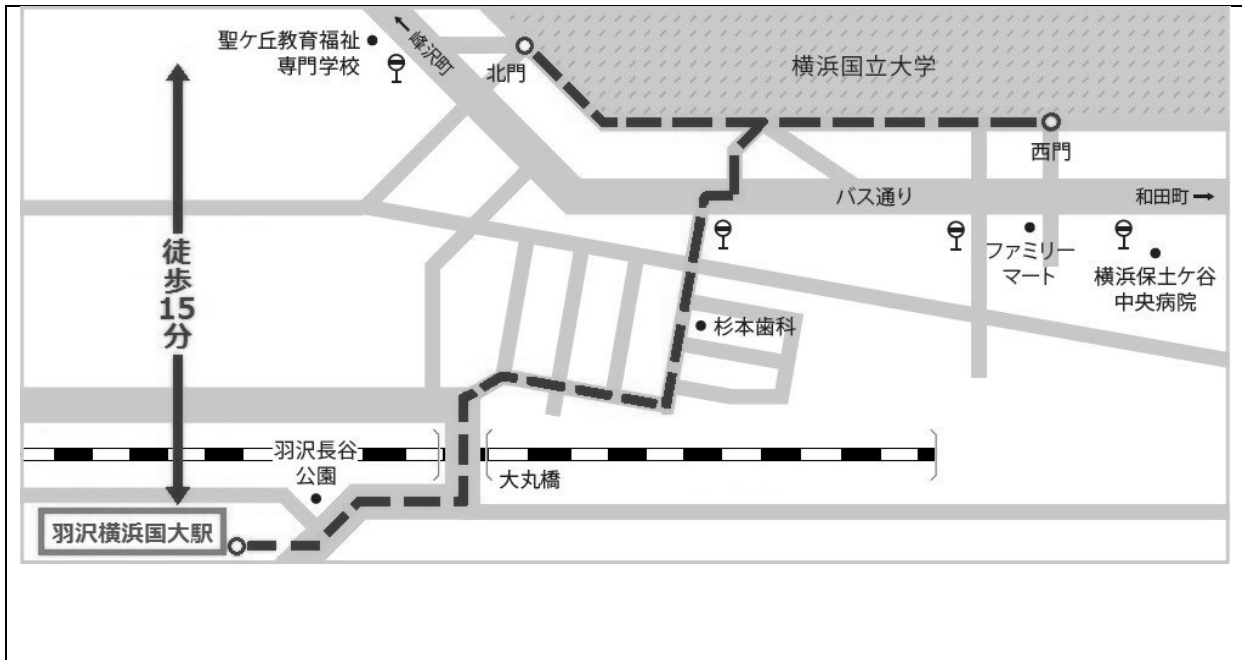 聖ケ丘教育福祉
専門学校
←峰沢町
北門
横浜国立大学
西門
バス通り
和田町→
ファミリー
マート
横浜保土ケ谷
中央病院
徒歩15分
杉本歯科
羽沢長谷
公園
大丸橋
羽沢横浜国大駅